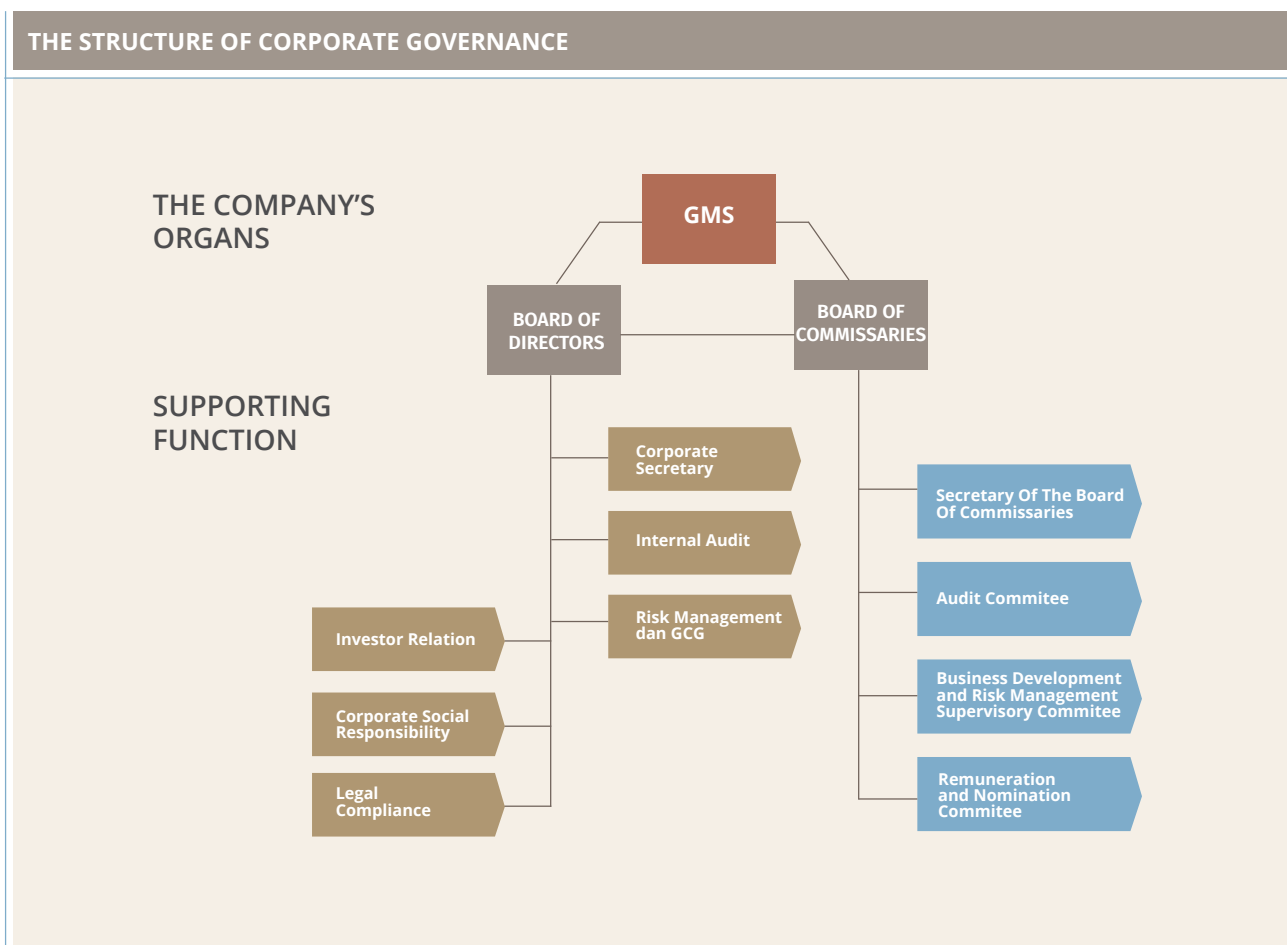 THE STRUCTURE OF CORPORATE GOVERNANCE
THE COMPANY'S
ORGANS
GMS
BOARD OF
DIRECTORS
BOARD OF
COMMISSARIES
SUPPORTING
FUNCTION
Corporate
Secretary
Internal Audit
Risk Management
dan GCG
Investor Relation
Corporate Social
Responsibility
Legal
Compliance
Secretary Of The Board
Of Commissaries
Audit Commitee
Business Development
and Risk Management
Supervisory Commitee
Remuneration
and Nomination
Commitee